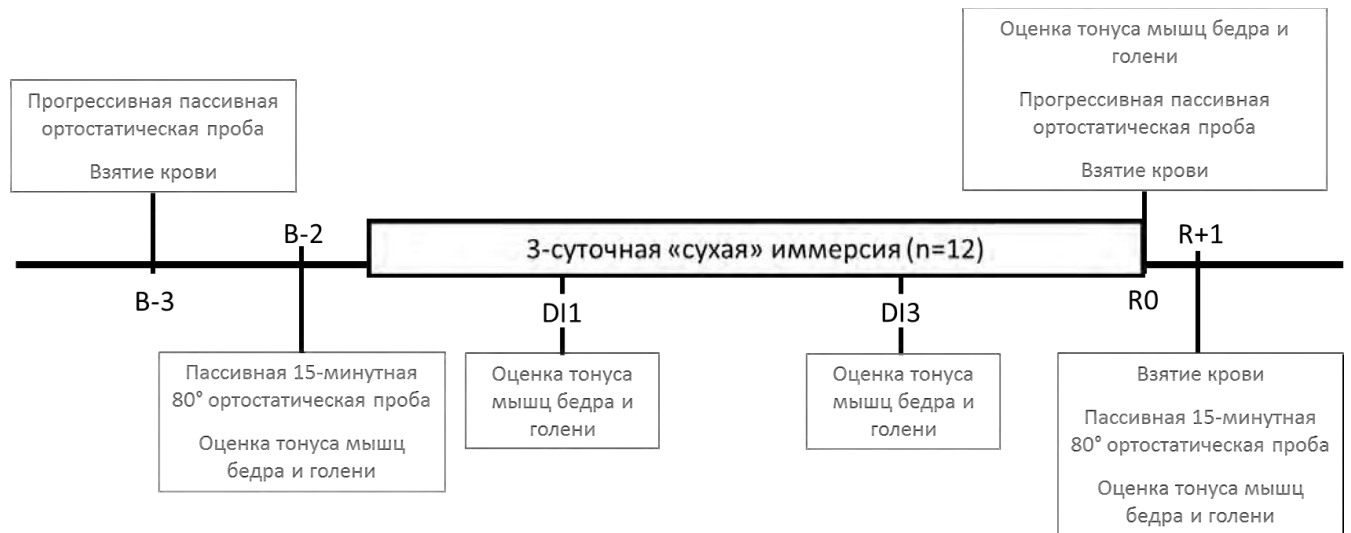 Оценка тонуса мышц бедра и
голени
Прогрессивная пассивная
ортостатическая проба
Взятие крови
Прогрессивная пассивная
ортостатическая проба
Взятие крови
B-2
3-суточная «сухая» иммерсия (n=12)
R+1
B-3
DI1
DI3
R0
Пассивная 15-минутная
80° ортостатическая проба
Оценка тонуса мышц
бедра и голени
Оценка тонуса
мышц бедра и
голени
Оценка тонуса
мышц бедра и
голени
Взятие крови
Пассивная 15-минутная
80° ортостатическая проба
Оценка тонуса мышц
бедра и голени